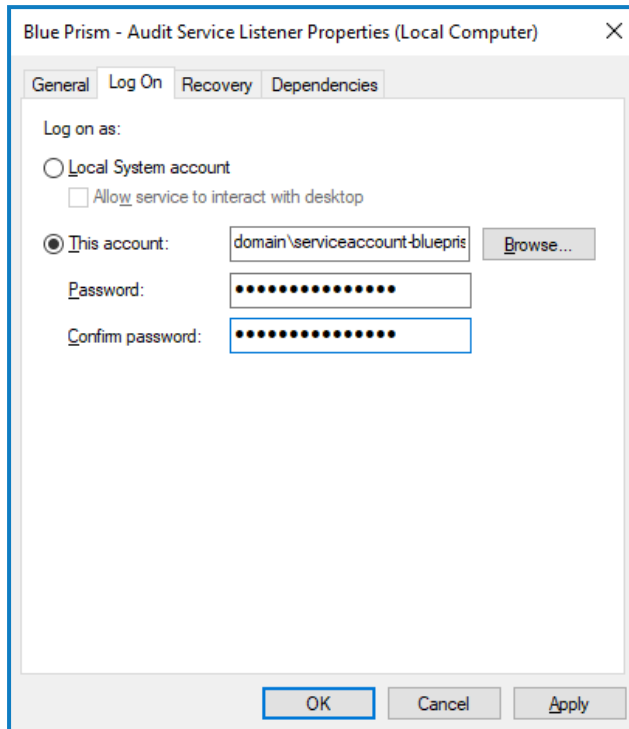 Blue Prism - Audit Service Listener Properties (Local Computer)
General Log On Recovery Dependencies
Log on as:
Local System account
Allow service to interact with desktop
This account: domain\serviceaccount-bluepris Browse...
Password: ●●●●●●●●●●●●●●●
Confirm password: ●●●●●●●●●●●●●●●
OK Cancel Apply